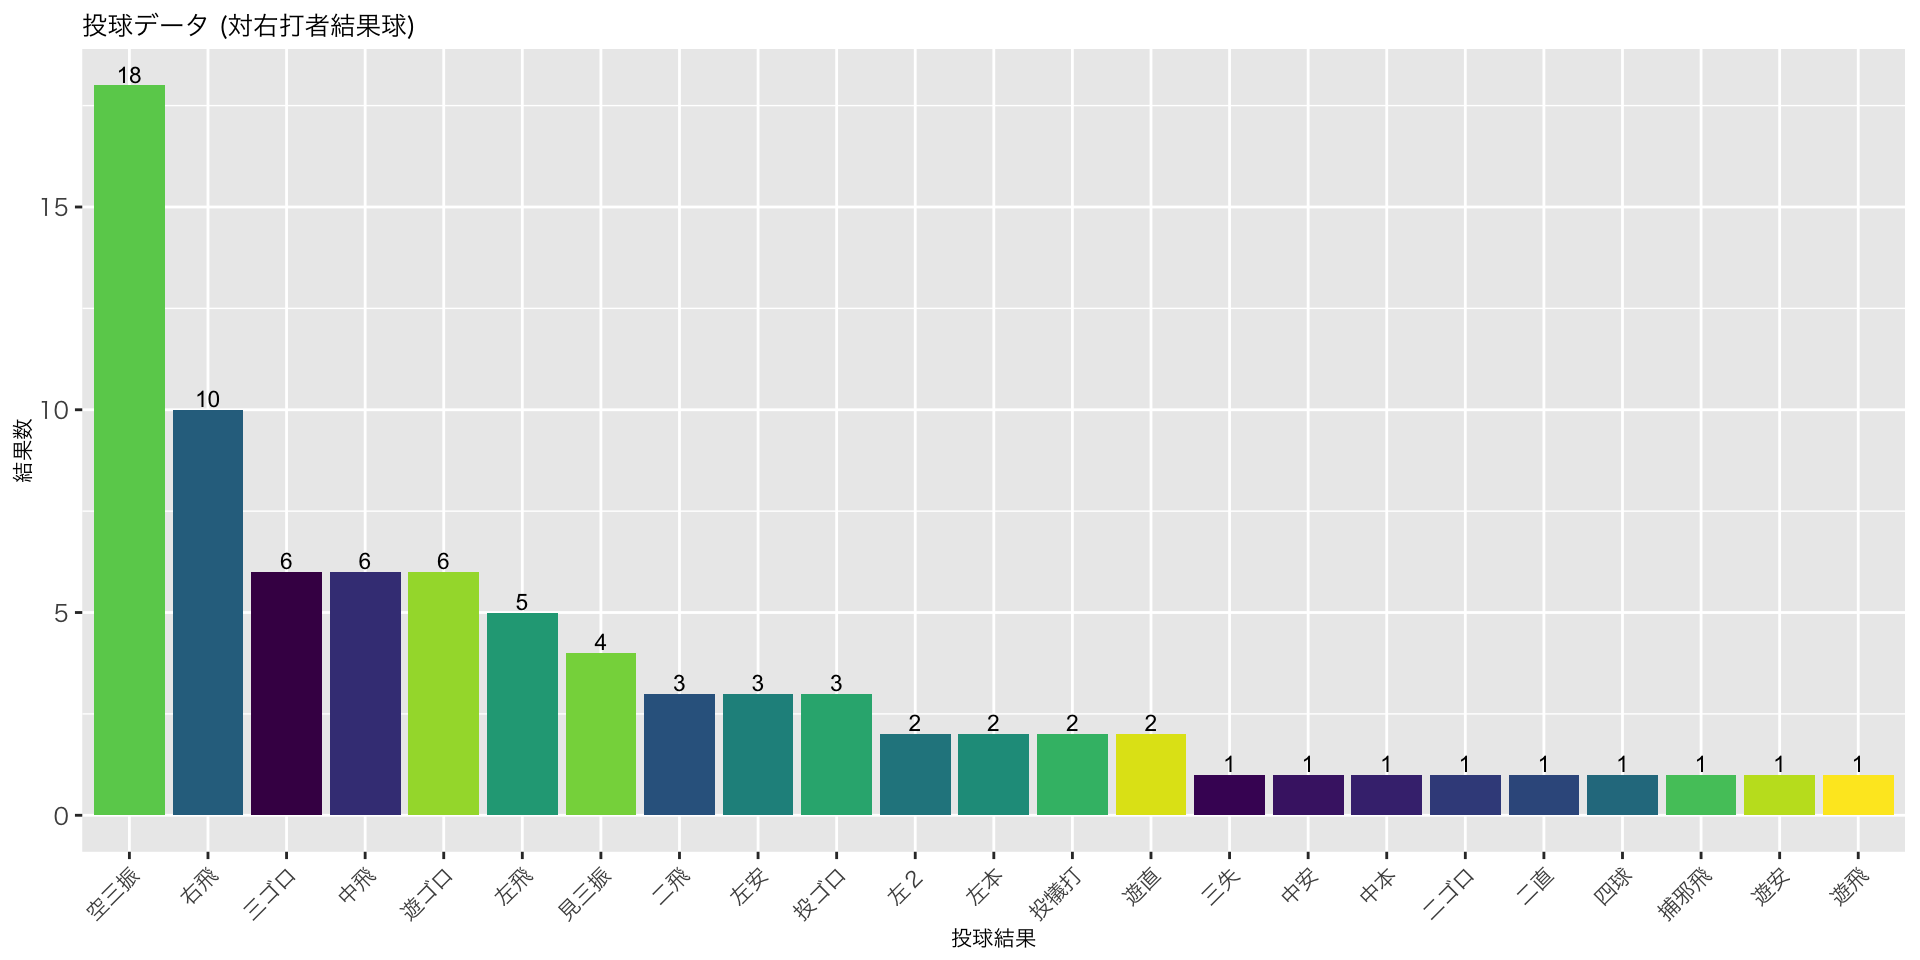 投球データ (対右打者結果球)
結果数
15
10
5
0
18
10
6
6
6
5
4
3
3
3
2
2
2
2
1
1
1
1
1
1
1
1
1
空三振
右飛
三ゴロ
中飛
遊ゴロ
左飛
見三振
二飛
左安
投ゴロ
左２
左本
投犠打
遊直
三失
中安
中本
二ゴロ
二直
四球
捕邪飛
遊安
遊飛
投球結果